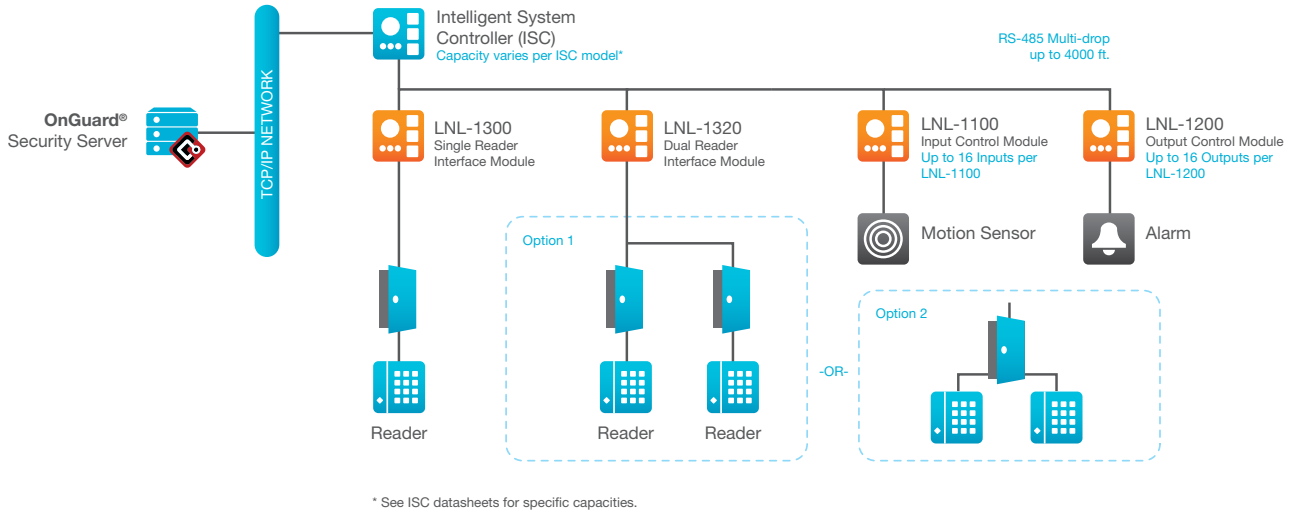 Intelligent System
Controller (ISC)
Capacity varies per ISC model*
RS-485 Multi-drop
up to 4000 ft.
OnGuard®
Security Server
TCP/IP NETWORK
LNL-1300
Single Reader
Interface Module
LNL-1320
Dual Reader
Interface Module
LNL-1100
Input Control Module
Up to 16 Inputs per
LNL-1100
LNL-1200
Output Control Module
Up to 16 Outputs per
LNL-1200
Motion Sensor
Alarm
Option 1
Option 2
-OR-
Reader
Reader
Reader
* See ISC datasheets for specific capacities.